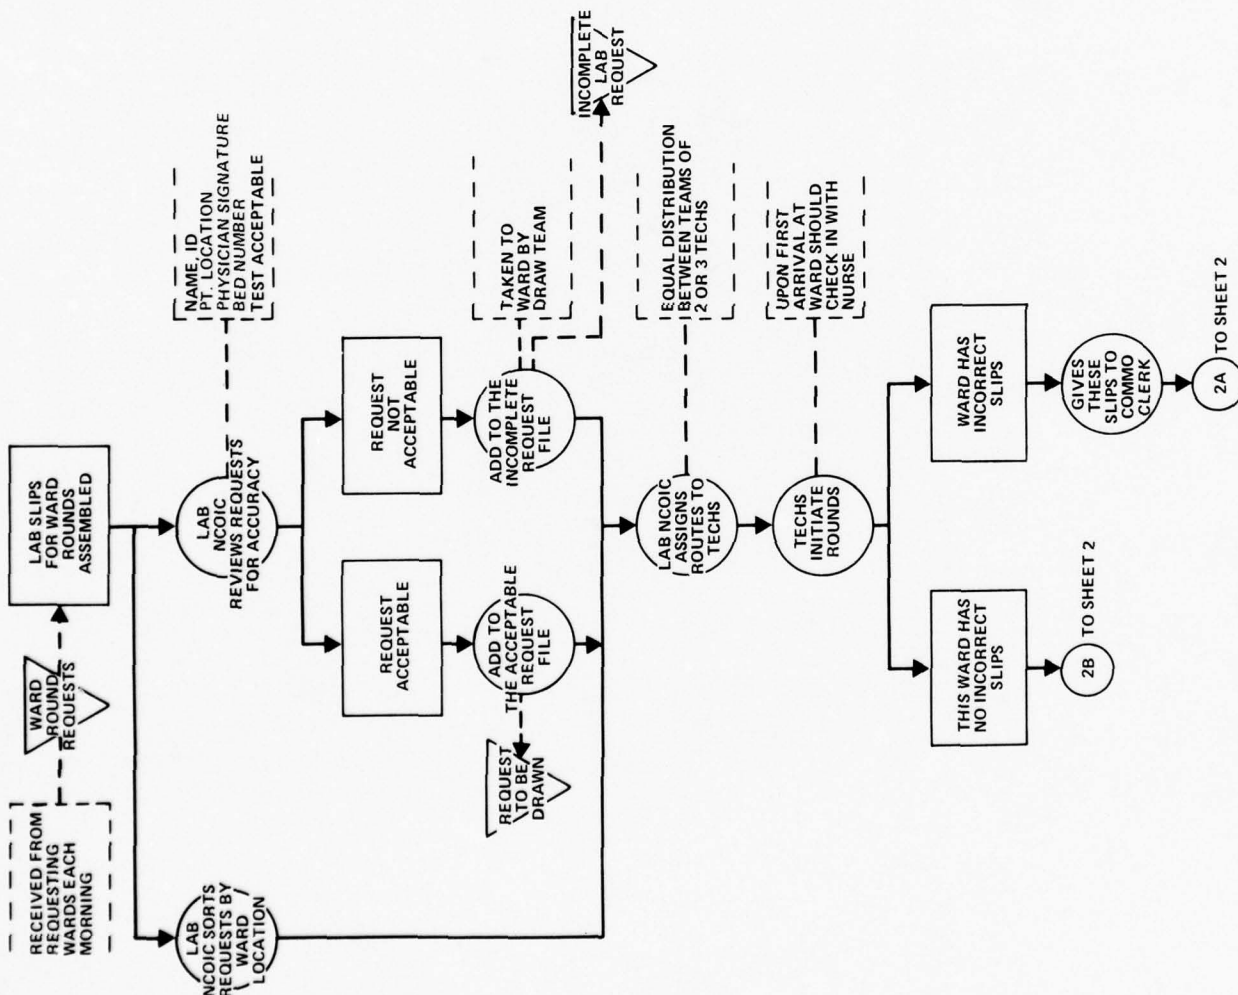 RECEIVED FROM
REQUESTING
WARDS EACH
MORNING
WARD
ROUND
REQUESTS
LAB SLIPS
FOR WARD
ROUNDS
ASSEMBLED
LAB
NCOIC SORTS
REQUESTS BY
WARD
LOCATION
LAB
NCOIC
REVIEWS REQUESTS
FOR ACCURACY
NAME, ID
PT. LOCATION
PHYSICIAN SIGNATURE
BED NUMBER
TEST ACCEPTABLE
REQUEST
ACCEPTABLE
REQUEST
NOT
ACCEPTABLE
ADD TO
THE ACCEPTABLE
REQUEST
FILE
REQUEST
TO BE
DRAWN
ADD TO THE
INCOMPLETE
REQUEST
FILE
TAKEN TO
WARD BY
DRAW TEAM
INCOMPLETE
LAB
REQUEST
LAB NCOIC
ASSIGNS
ROUTES TO
TECHS
EQUAL DISTRIBUTION
BETWEEN TEAMS OF
2 OR 3 TECHS
TECHS
INITIATE
ROUNDS
UPON FIRST
ARRIVAL AT
WARD SHOULD
CHECK IN WITH
NURSE
THIS WARD HAS
NO INCORRECT
SLIPS
2B
TO SHEET 2
WARD HAS
INCORRECT
SLIPS
GIVES
THESE
SLIPS TO
COMMO
CLERK
2A
TO SHEET 2